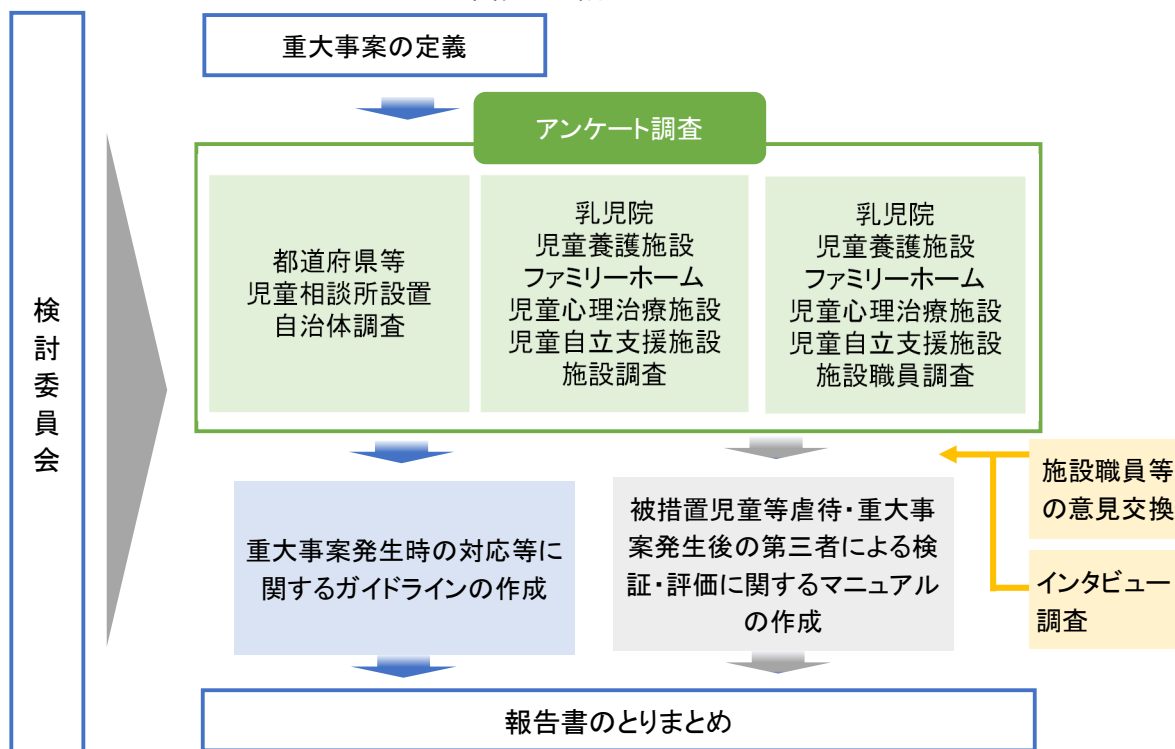 重大事案の定義
アンケート調査
検討委員会
都道府県等
児童相談所設置
自治体調査
乳児院
児童養護施設
ファミリーホーム
児童心理治療施設
児童自立支援施設
施設調査
乳児院
児童養護施設
ファミリーホーム
児童心理治療施設
児童自立支援施設
施設職員調査
重大事案発生時の対応等に
関するガイドラインの作成
被措置児童等虐待・重大事
案発生後の第三者による検
証・評価に関するマニュアル
の作成
施設職員等
の意見交換
インタビュー
調査
報告書のとりまとめ